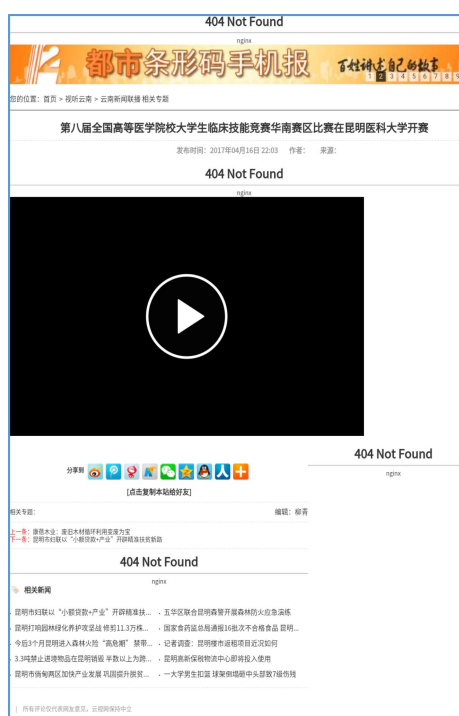 404 Not Found
nginx
都市条形码手机报 百姓讲述自己的故事
1 2 3 4 5 6 7 8 9
您的位置: 首页 > 视听云南 > 云南新闻联播 相关专题
第八届全国高等医学院校大学生临床技能竞赛华南赛区比赛在昆明医科大学开赛
发布时间: 2017年04月16日 22:03 作者: 来源:
404 Not Found
nginx
404 Not Found
nginx
分享到
[点击复制本站给好友]
相关专题:
编辑: 柳青
上一条: 康蓓木业: 废旧木材循环利用变废为宝
下一条: 昆明市妇联以“小额贷款+产业”开辟精准扶贫新路
404 Not Found
nginx
相关新闻
· 昆明市妇联以“小额贷款+产业”开辟精准扶... · 五华区联合昆明森警开展森林防火应急演练
· 昆明打响园林绿化养护攻坚战 修剪11.3万株... · 国家食药监总局通报16批次不合格食品 昆明...
· 今后3个月昆明进入森林火险“高危期” 禁带... · 记者调查: 昆明楼市返租项目近况如何
· 3.3吨禁止进境物品在昆明销毁 半数以上为跨... · 昆明高新保税物流中心即将投入使用
· 昆明市倘甸两区加快产业发展 巩固提升脱贫... · 一大学生扣篮 球架倒塌砸中头部致7级伤残
| 所有评论仅代表网友意见，云视网保持中立